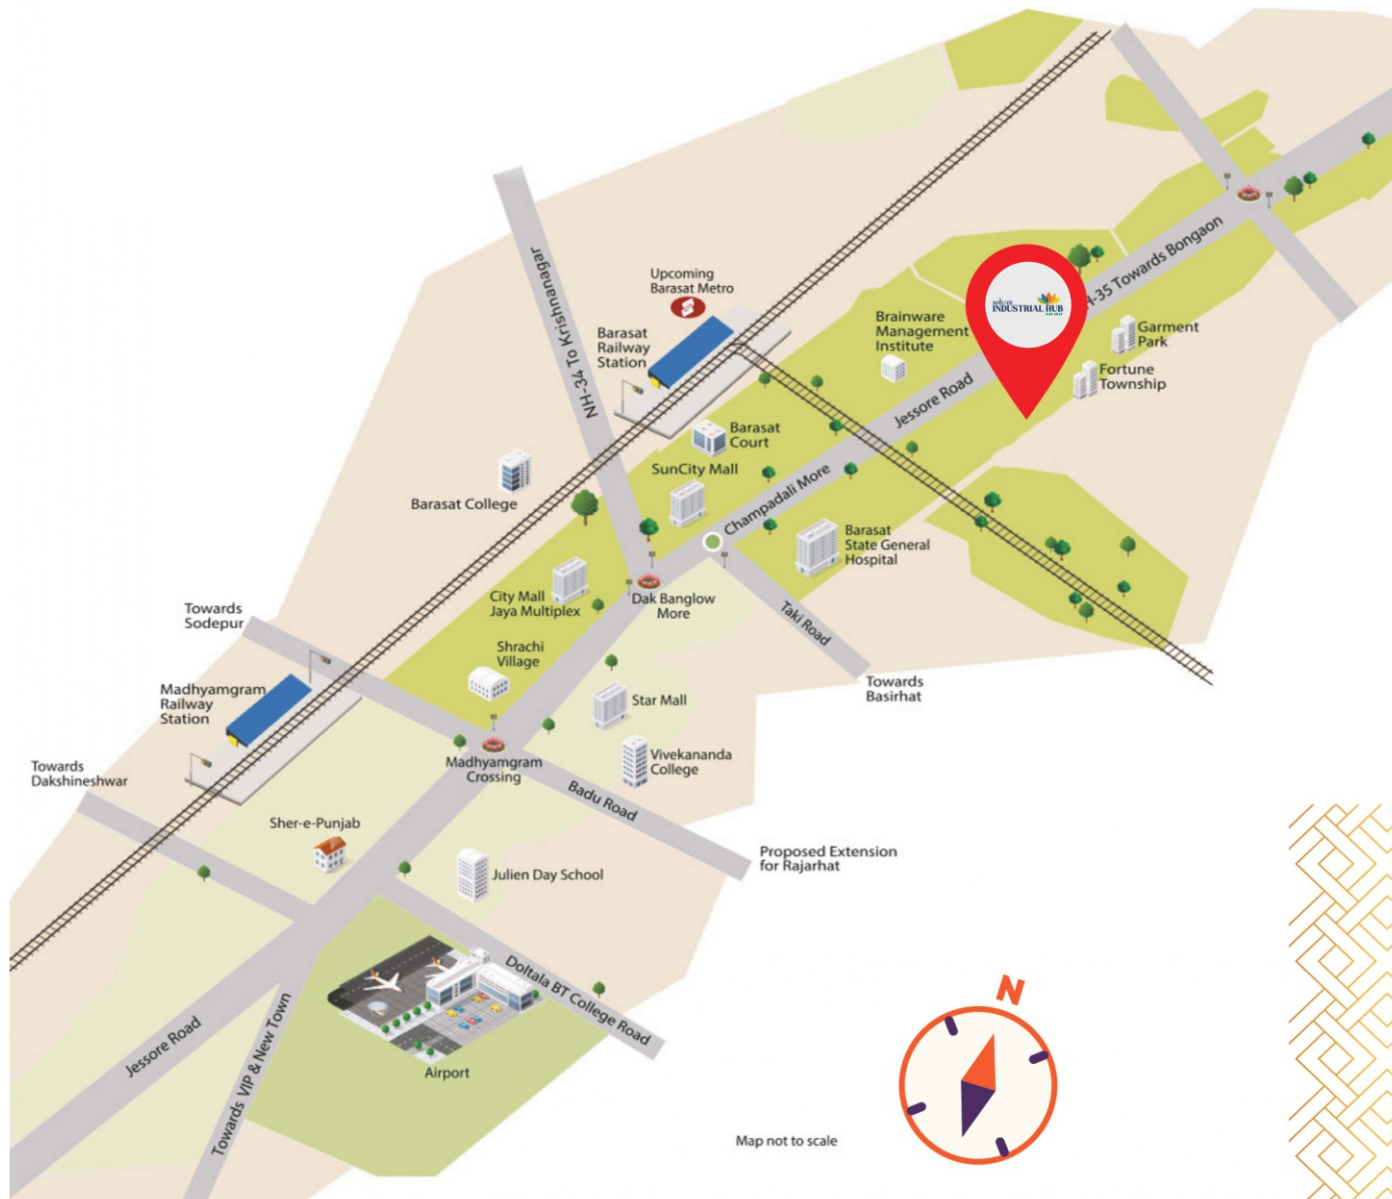 NH-34 To Krishnanagar
Upcoming
Barasat Metro
Barasat
Railway
Station
-35 Towards Bongaon
INDUSTRIAL HUB
Brainware
Management
Institute
Garment
Park
Fortune
Township
Jessore Road
Barasat
Court
SunCity Mall
Champadali More
Barasat College
Barasat
State General
Hospital
City Mall
Jaya Multiplex
Dak Banglow
More
Taki Road
Towards
Sodepur
Shrachi
Village
Towards
Basirhat
Madhyamgram
Railway
Station
Star Mall
Vivekananda
College
Madhyamgram
Crossing
Towards
Dakshineshwar
Badu Road
Sher-e-Punjab
Proposed Extension
for Rajarhat
Julien Day School
Doltala BT College Road
Jessore Road
Towards VIP & New Town
Airport
N
Map not to scale